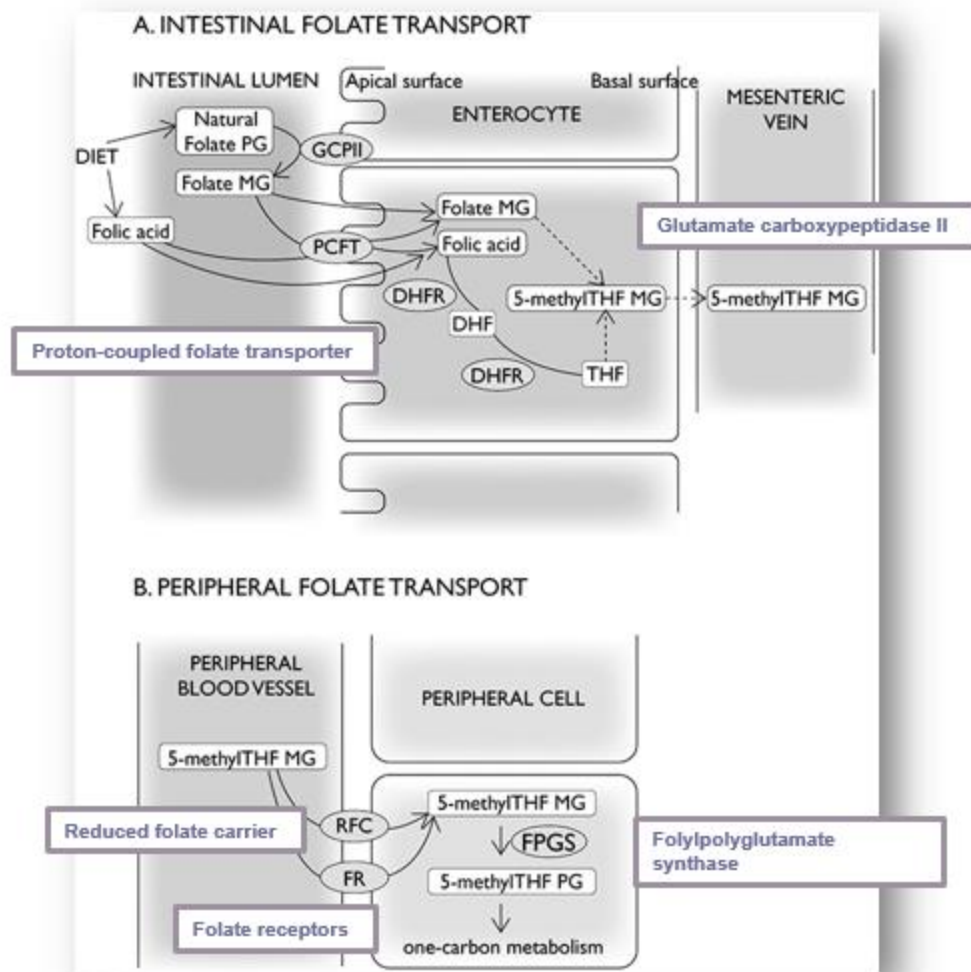 A. INTESTINAL FOLATE TRANSPORT
INTESTINAL LUMEN
Apical surface
Basal surface
ENTEROCYTE
MESENTERIC
VEIN
Natural
Folate PG
GCPII
DIET
Folate MG
Folate MG
Folic acid
PCFT
Folic acid
Glutamate carboxypeptidase II
DHFR
5-methylTHF MG
5-methylTHF MG
DHF
Proton-coupled folate transporter
DHFR
THF
B. PERIPHERAL FOLATE TRANSPORT
PERIPHERAL
BLOOD VESSEL
PERIPHERAL CELL
5-methylTHF MG
5-methylTHF MG
Reduced folate carrier
RFC
FPGS
Folylpolyglutamate
synthase
FR
5-methylTHF PG
Folate receptors
one-carbon metabolism